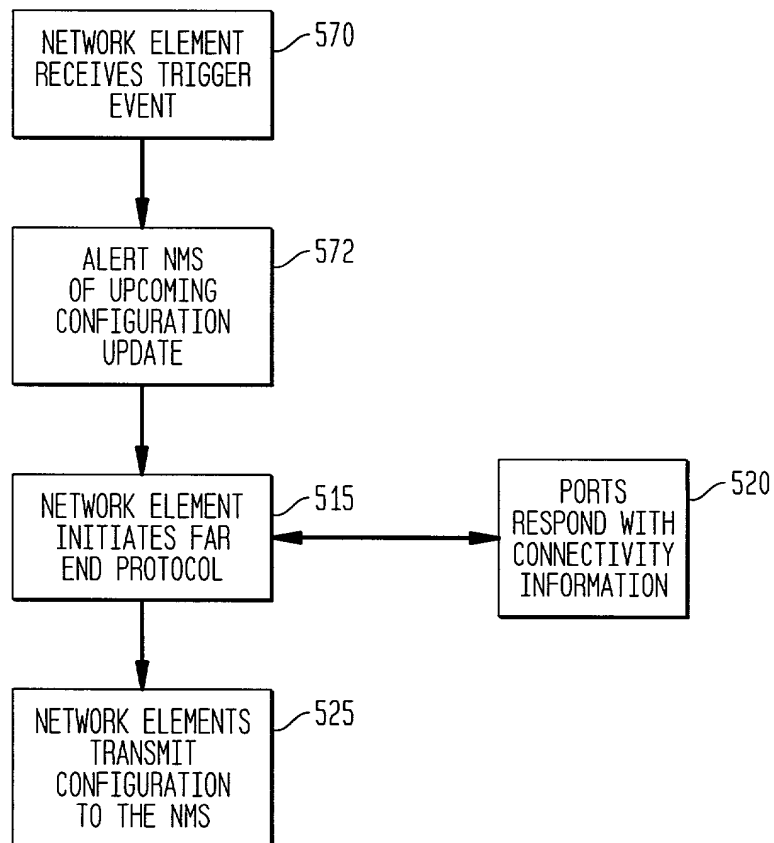 NETWORK ELEMENT
RECEIVES TRIGGER
EVENT
570
ALERT NMS
OF UPCOMING
CONFIGURATION
UPDATE
572
NETWORK ELEMENT
INITIATES FAR
END PROTOCOL
515
PORTS
RESPOND WITH
CONNECTIVITY
INFORMATION
520
NETWORK ELEMENTS
TRANSMIT
CONFIGURATION
TO THE NMS
525